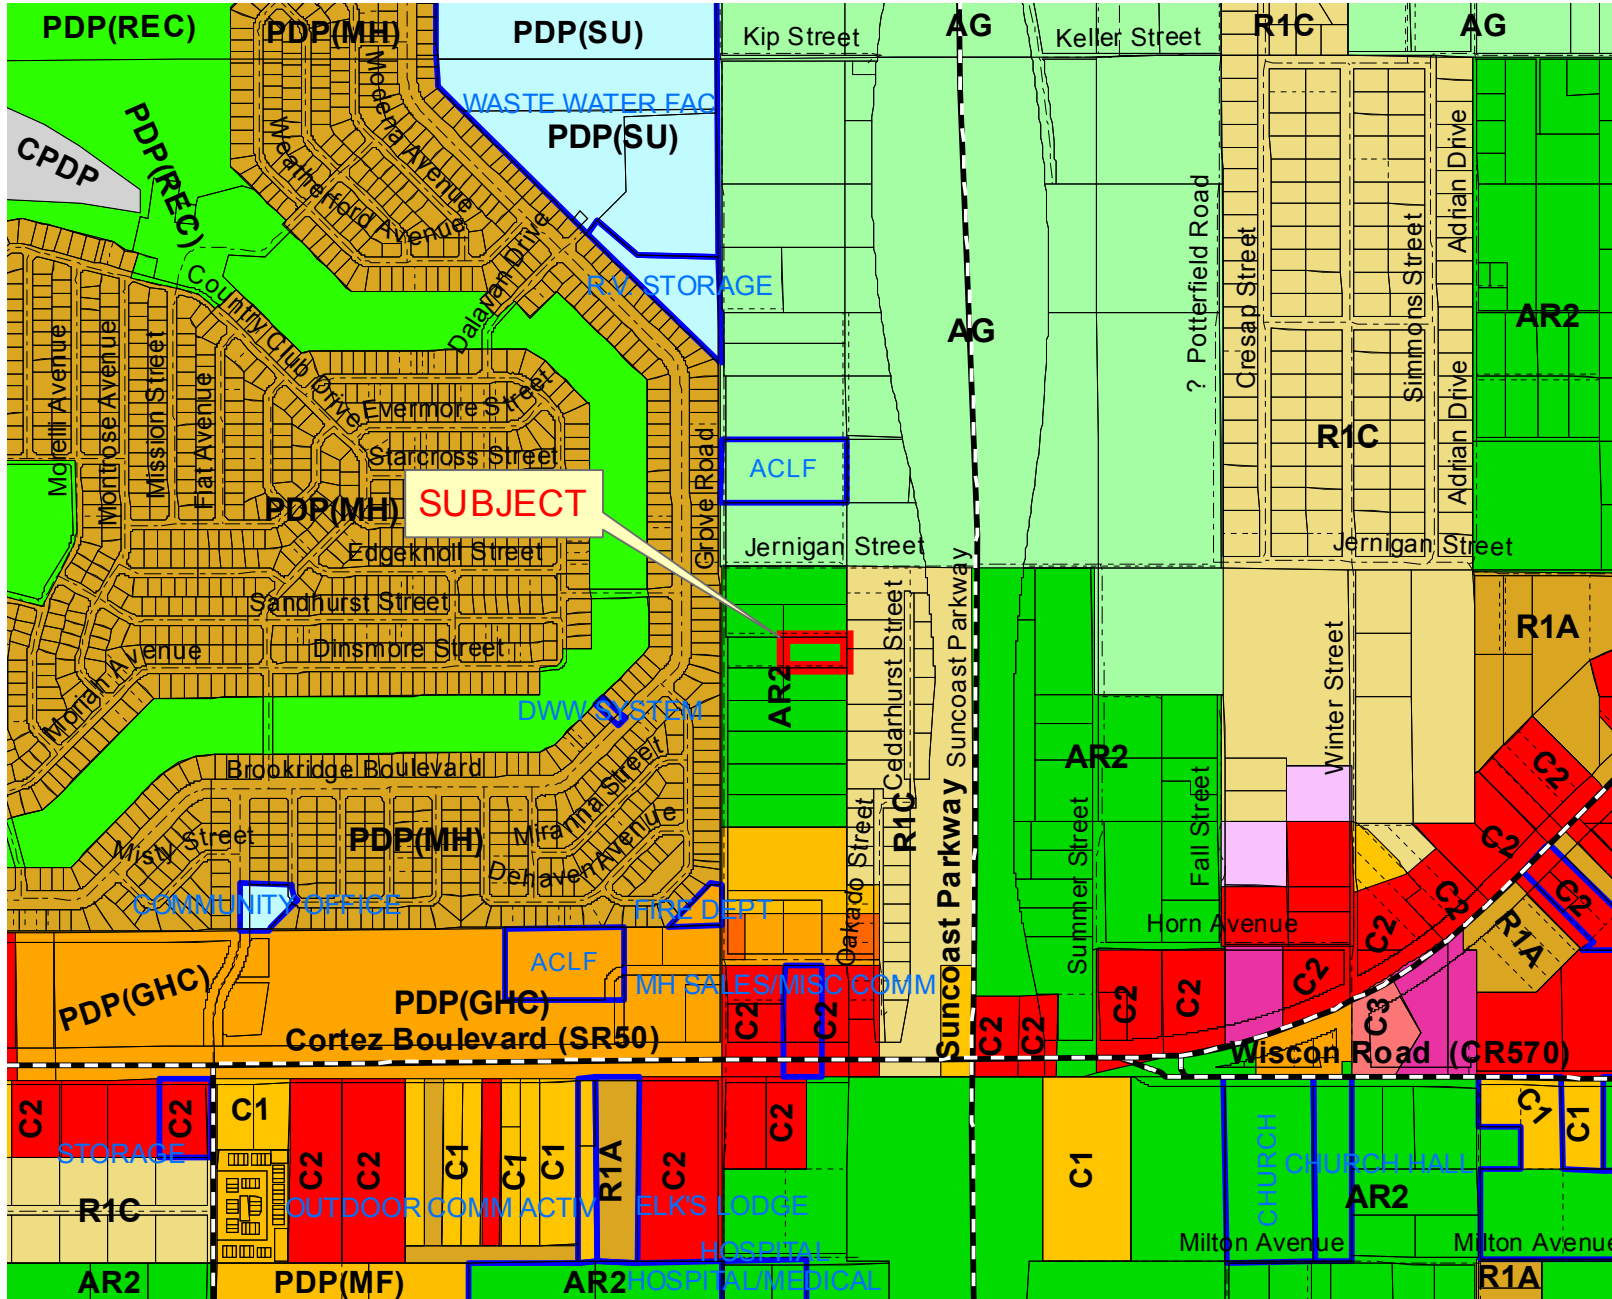 PDP(REC)
PDP(MH)
PDP(SU)
Kip Street
AG
Keller Street
R1C
AG
Modena Avenue
WASTE WATER FAC
PDP(SU)
PDP(REC)
CPDP
Weatherford Avenue
Adrian Drive
? Potterfield Road
Cresap Street
Simmons Street
Dalavan Drive
R.V. STORAGE
Country Club Drive
AG
AR2
Morelli Avenue
Montrose Avenue
Mission Street
Flat Avenue
Evermore Street
Starcross Street
Grove Road
ACLF
R1C
Adrian Drive
SUBJECT
PDP(MH)
Edgeknoll Street
Jernigan Street
Jernigan Street
Sandhurst Street
Dinsmore Street
Cedarhurst Street
Suncoast Parkway
R1A
Moriah Avenue
AR2
DWW SYSTEM
Winter Street
Brookridge Boulevard
AR2
C2
Misty Street
PDP(MH)
Miranna Street
Dehaven Avenue
R1C
Oakado Street
Suncoast Parkway
Summer Street
Fall Street
C2
C2
C2
COMMUNITY OFFICE
FIRE DEPT
Horn Avenue
C2
R1A
ACLF
MH SALES/MISC COMM
C2
PDP(GHC)
PDP(GHC)
C2
C2
C2
C2
C2
C2
C3
Cortez Boulevard (SR50)
Wiscon Road (CR570)
C2
C2
C1
C2
C1
C1
STORAGE
C2
C2
C1
C1
C1
R1A
C2
C1
CHURCH
CHURCH HALL
R1C
OUTDOOR COMM ACTIV
ELK'S LODGE
AR2
HOSPITAL
Milton Avenue
Milton Avenue
AR2
PDP(MF)
AR2
HOSPITAL/MEDICAL
R1A